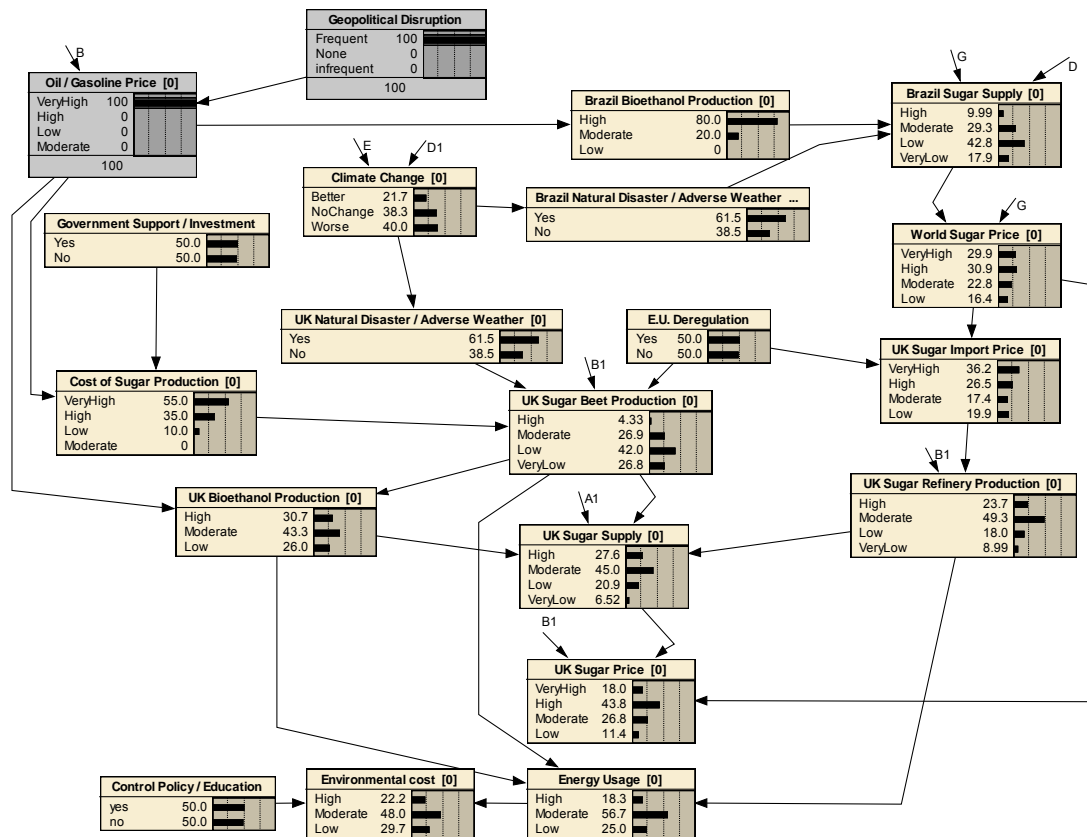 Geopolitical Disruption
Frequent 100
None 0
infrequent 0
100
B
Oil / Gasoline Price [0]
VeryHigh 100
High 0
Low 0
Moderate 0
100
Brazil Bioethanol Production [0]
High 80.0
Moderate 20.0
Low 0
G
D
Brazil Sugar Supply [0]
High 9.99
Moderate 29.3
Low 42.8
VeryLow 17.9
E
D1
Climate Change [0]
Better 21.7
NoChange 38.3
Worse 40.0
Brazil Natural Disaster / Adverse Weather ...
Yes 61.5
No 38.5
Government Support / Investment
Yes 50.0
No 50.0
G
World Sugar Price [0]
VeryHigh 29.9
High 30.9
Moderate 22.8
Low 16.4
UK Natural Disaster / Adverse Weather [0]
Yes 61.5
No 38.5
E.U. Deregulation
Yes 50.0
No 50.0
UK Sugar Import Price [0]
VeryHigh 36.2
High 26.5
Moderate 17.4
Low 19.9
Cost of Sugar Production [0]
VeryHigh 55.0
High 35.0
Low 10.0
Moderate 0
B1
UK Sugar Beet Production [0]
High 4.33
Moderate 26.9
Low 42.0
VeryLow 26.8
B1
UK Sugar Refinery Production [0]
High 23.7
Moderate 49.3
Low 18.0
VeryLow 8.99
UK Bioethanol Production [0]
High 30.7
Moderate 43.3
Low 26.0
A1
UK Sugar Supply [0]
High 27.6
Moderate 45.0
Low 20.9
VeryLow 6.52
B1
UK Sugar Price [0]
VeryHigh 18.0
High 43.8
Moderate 26.8
Low 11.4
Control Policy / Education
yes 50.0
no 50.0
Environmental cost [0]
High 22.2
Moderate 48.0
Low 29.7
Energy Usage [0]
High 18.3
Moderate 56.7
Low 25.0